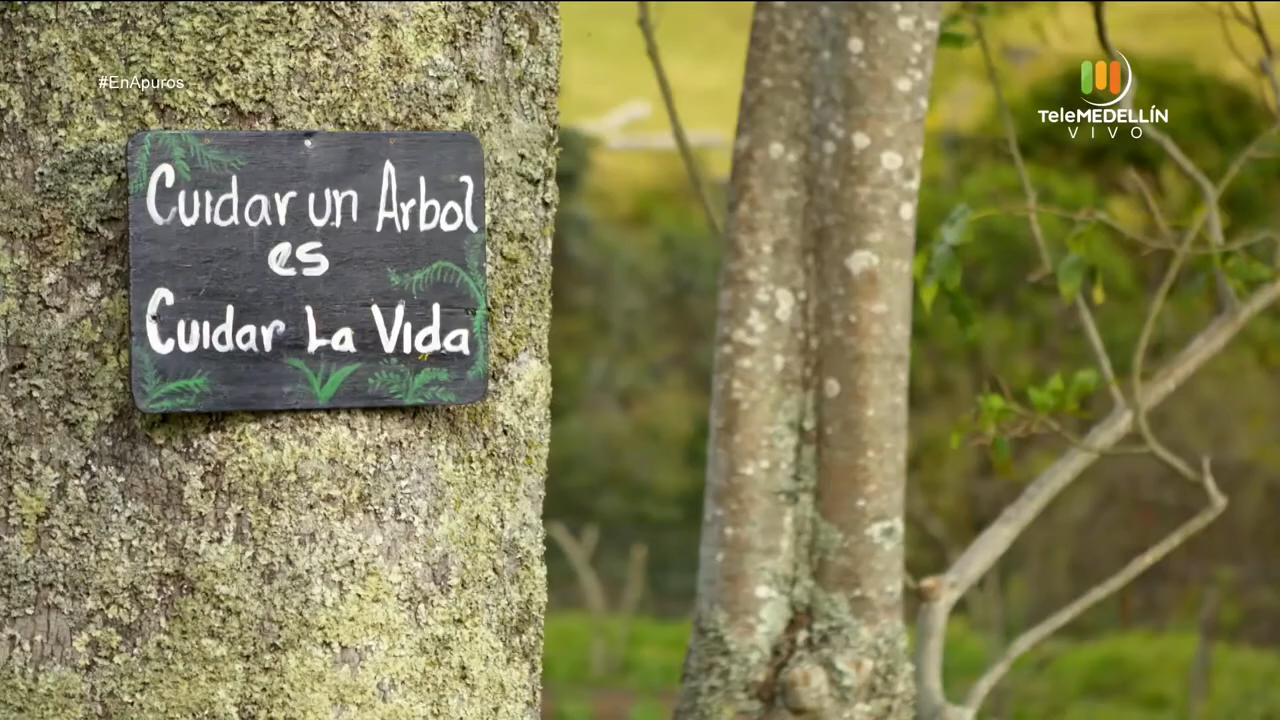 #EnApuros
TeleMEDELLÍN
VIVO
Cuidar un Arbol
es
Cuidar La Vida